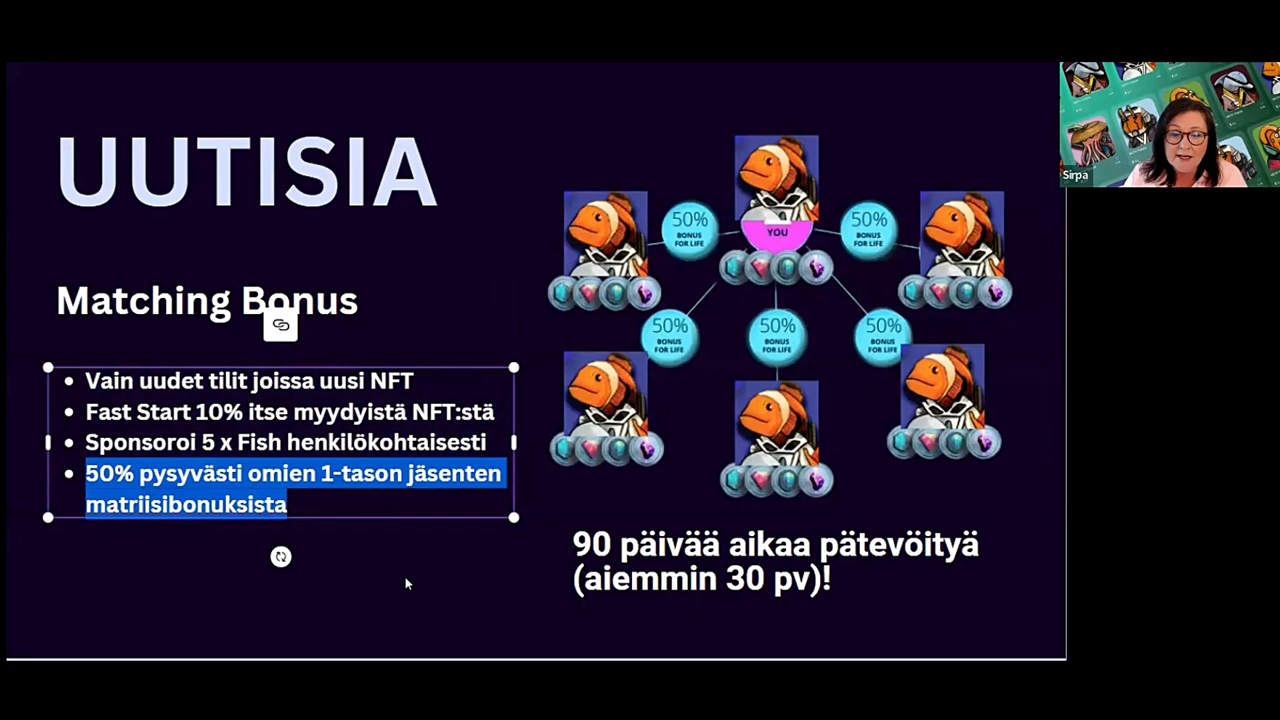 UUTISIA
Matching Bonus
Vain uudet tilit joissa uusi NFT
Fast Start 10% itse myydyistä NFT:stä
Sponsoroi 5 x Fish henkilökohtaisesti
50% pysyvästi omien 1-tason jäsenten
matriisibonuksista
50%
BONUS
FOR LIFE
YOU
50%
BONUS
FOR LIFE
50%
BONUS
FOR LIFE
50%
BONUS
FOR LIFE
50%
BONUS
FOR LIFE
90 päivää aikaa pätevöityä
(aiemmin 30 pv)!
Sirpa